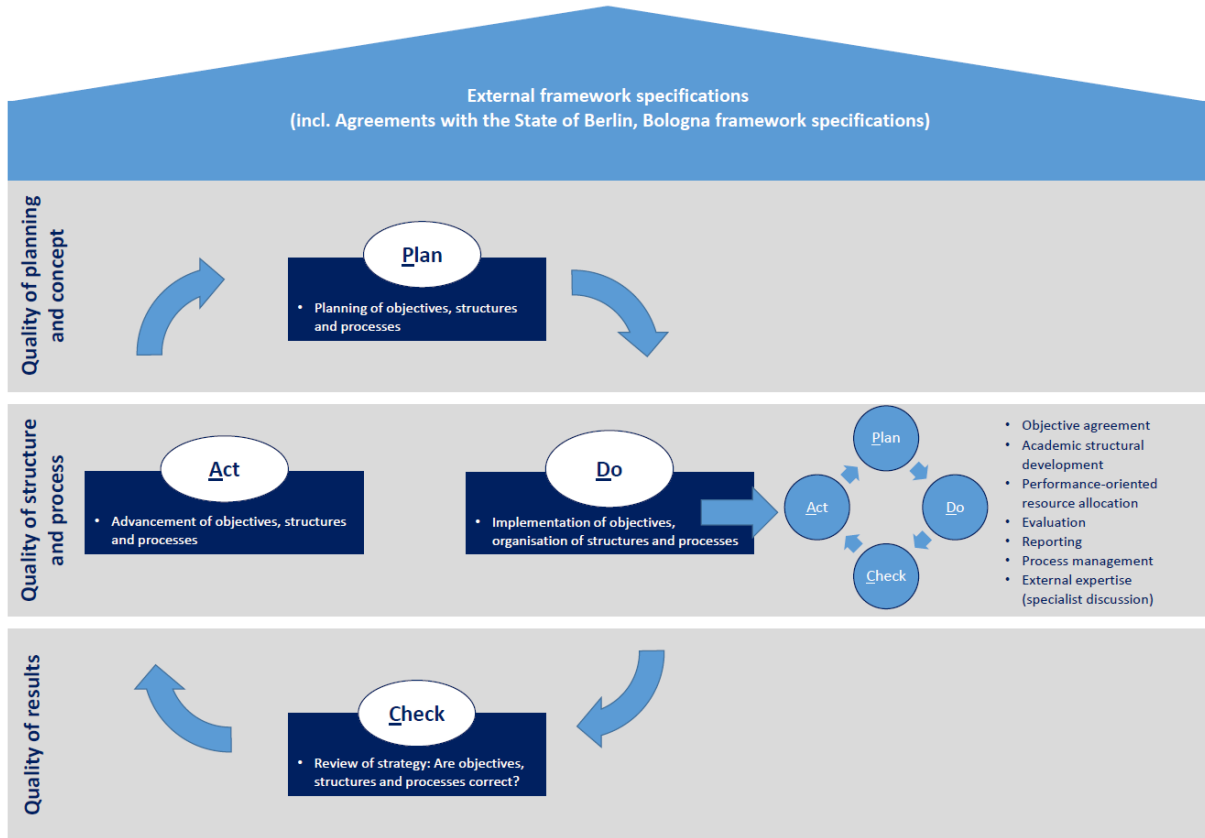 External framework specifications
(incl. Agreements with the State of Berlin, Bologna framework specifications)
Quality of planning
and concept
Plan
• Planning of objectives, structures
and processes
Quality of structure
and process
Act
• Advancement of objectives, structures
and processes
Do
• Implementation of objectives,
organisation of structures and processes
Plan
Act
Do
Check
• Objective agreement
• Academic structural
development
• Performance-oriented
resource allocation
• Evaluation
• Reporting
• Process management
• External expertise
(specialist discussion)
Quality of results
Check
• Review of strategy: Are objectives,
structures and processes correct?